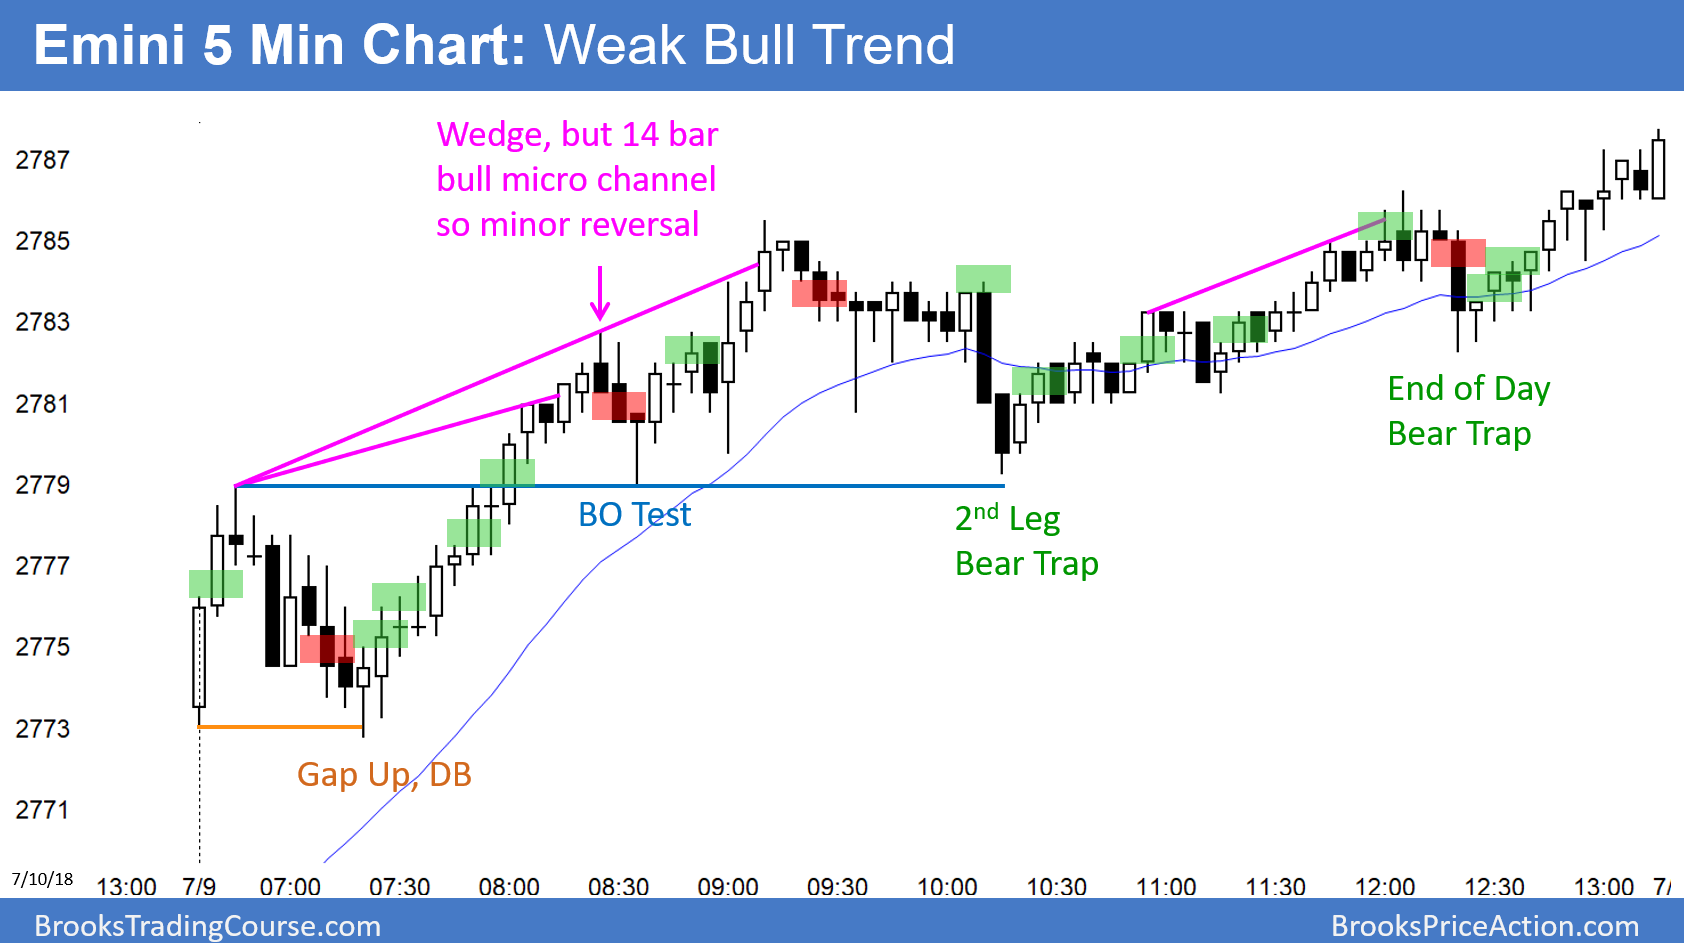 Emini 5 Min Chart: Weak Bull Trend
Wedge, but 14 bar
bull micro channel
so minor reversal
2787
2785
2783
2781
2779
2777
2775
2773
2771
BO Test
2nd Leg
Bear Trap
End of Day
Bear Trap
Gap Up, DB
7/10/18 13:00 7/9 07:00 07:30 08:00 08:30 09:00 09:30 10:00 10:30 11:00 11:30 12:00 12:30 13:00 7/
BrooksTradingCourse.com BrooksPriceAction.com